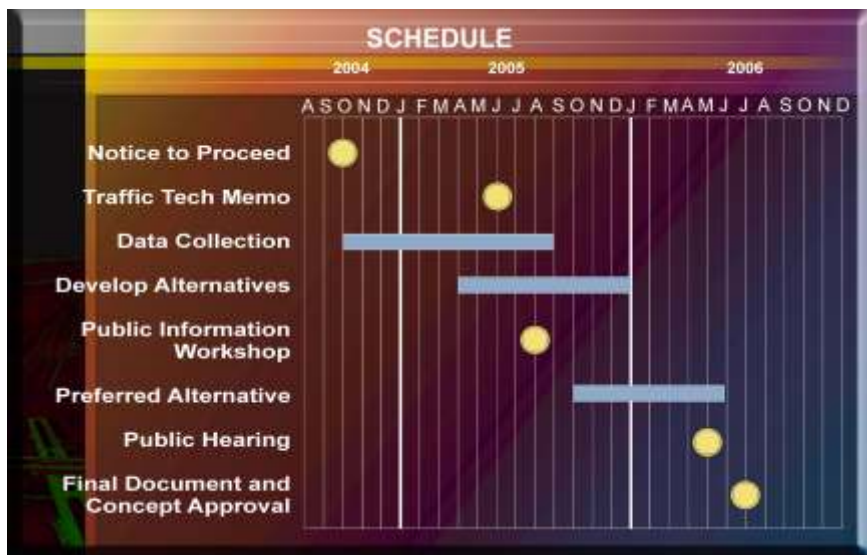 SCHEDULE
2004 2005 2006
A S O N D J F M A M J J A S O N D J F M A M J J A S O N D
Notice to Proceed
Traffic Tech Memo
Data Collection
Develop Alternatives
Public Information
Workshop
Preferred Alternative
Public Hearing
Final Document and
Concept Approval